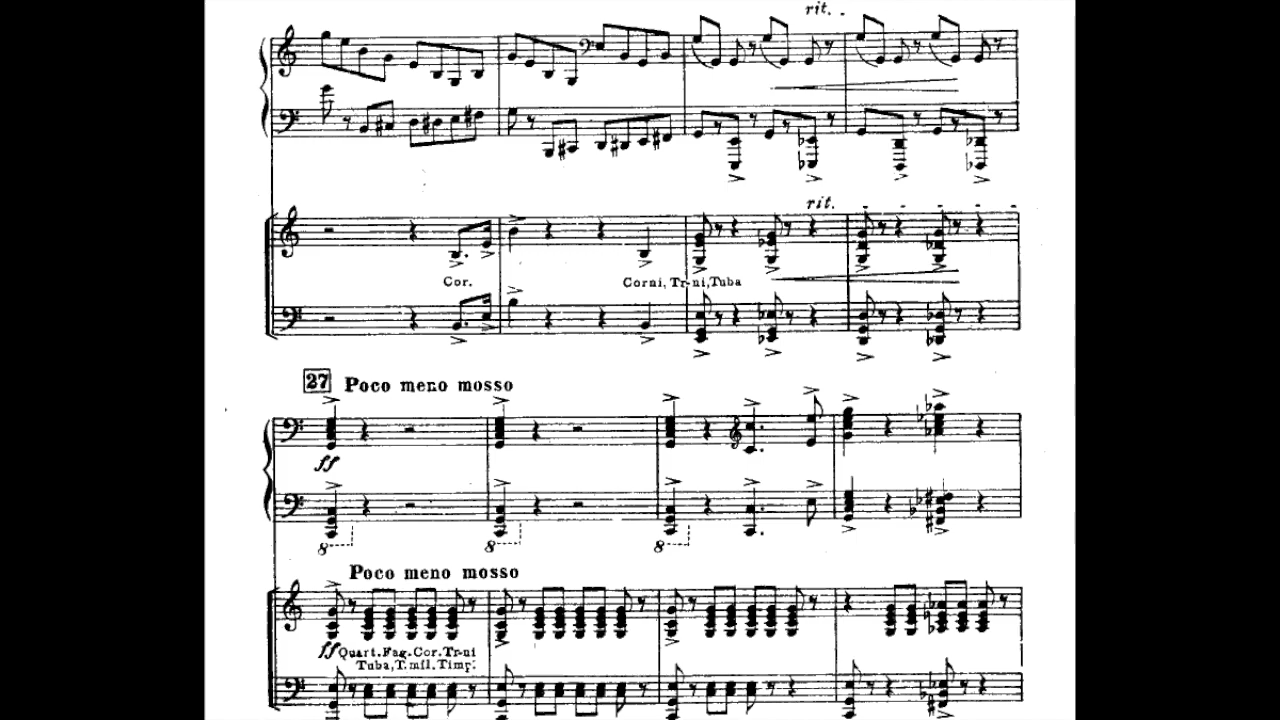 rit.
rit.
Cor.
Corni, Tr-ni, Tuba
27 Poco meno mosso
ff
8
8
8
Poco meno mosso
ff Quart. Fag. Cor. Tr-ni
Tuba, T. mil. Timp.